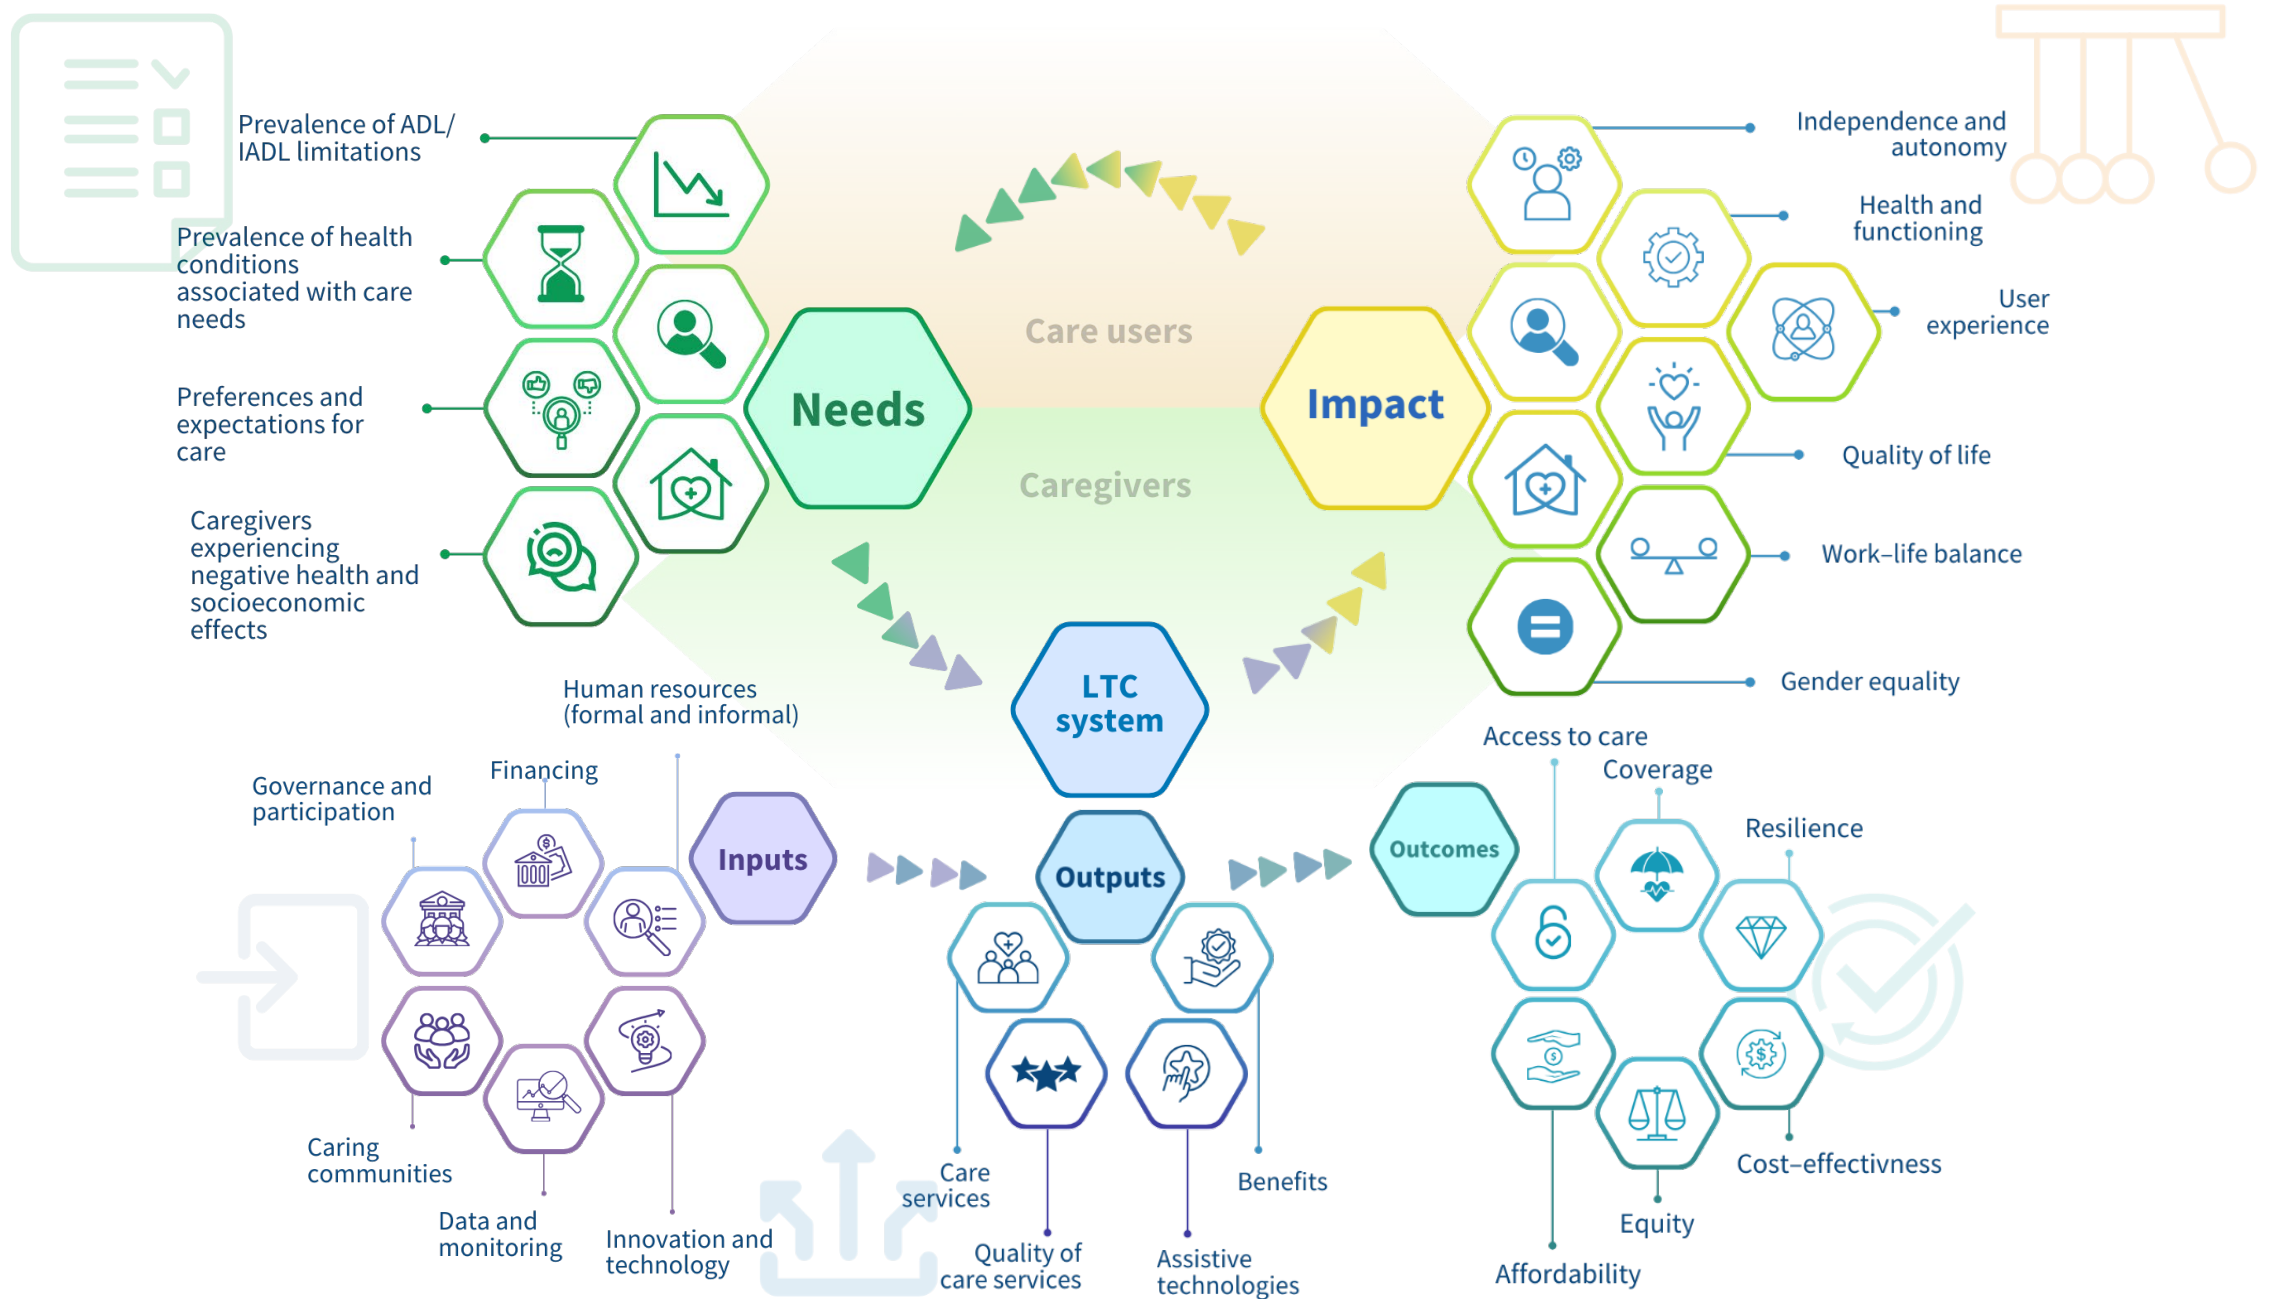 Prevalence of ADL/
IADL limitations
Prevalence of health
conditions
associated with care
needs
Preferences and
expectations for
care
Caregivers
experiencing
negative health and
socioeconomic
effects
Needs
Care users
Caregivers
Impact
Independence and
autonomy
Health and
functioning
User
experience
Quality of life
Work–life balance
Gender equality
LTC
system
Human resources
(formal and informal)
Financing
Governance and
participation
Inputs
Caring
communities
Data and
monitoring
Innovation and
technology
Outputs
Care
services
Quality of
care services
Assistive
technologies
Benefits
Outcomes
Access to care
Coverage
Resilience
Cost–effectivness
Equity
Affordability